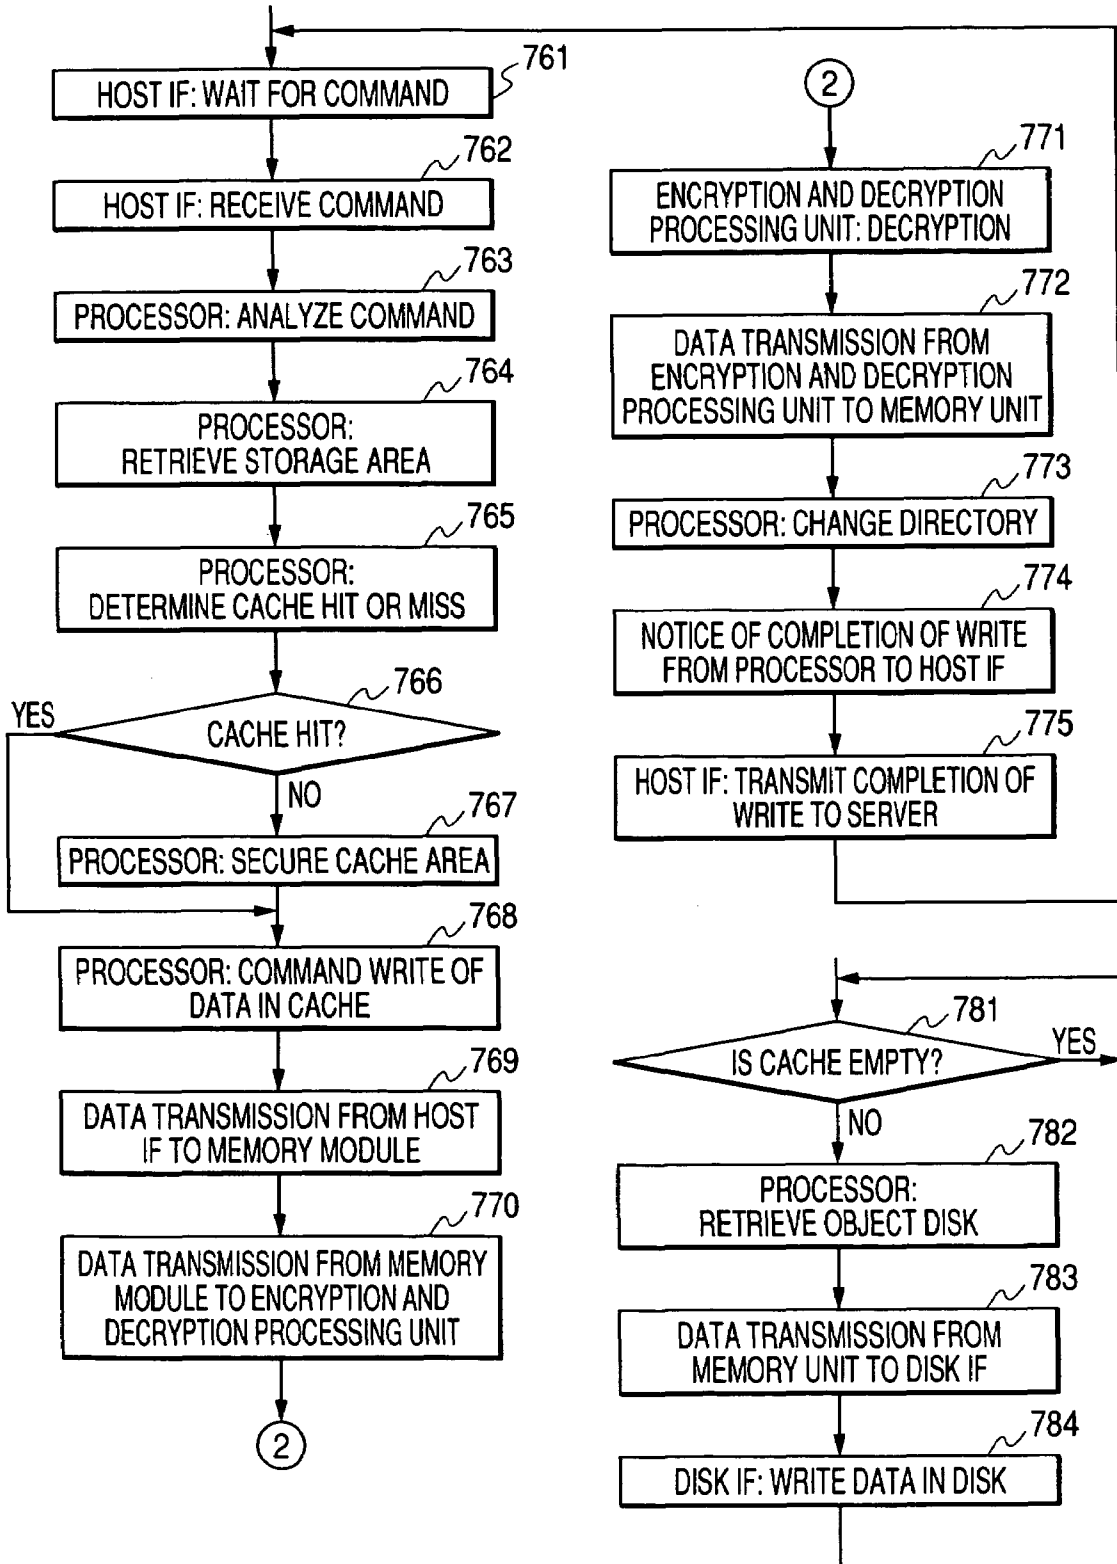 761
HOST IF: WAIT FOR COMMAND
762
HOST IF: RECEIVE COMMAND
763
PROCESSOR: ANALYZE COMMAND
764
PROCESSOR:
RETRIEVE STORAGE AREA
765
PROCESSOR:
DETERMINE CACHE HIT OR MISS
766
YES
CACHE HIT?
NO
767
PROCESSOR: SECURE CACHE AREA
768
PROCESSOR: COMMAND WRITE OF
DATA IN CACHE
769
DATA TRANSMISSION FROM HOST
IF TO MEMORY MODULE
770
DATA TRANSMISSION FROM MEMORY
MODULE TO ENCRYPTION AND
DECRYPTION PROCESSING UNIT
2
2
771
ENCRYPTION AND DECRYPTION
PROCESSING UNIT: DECRYPTION
772
DATA TRANSMISSION FROM
ENCRYPTION AND DECRYPTION
PROCESSING UNIT TO MEMORY UNIT
773
PROCESSOR: CHANGE DIRECTORY
774
NOTICE OF COMPLETION OF WRITE
FROM PROCESSOR TO HOST IF
775
HOST IF: TRANSMIT COMPLETION OF
WRITE TO SERVER
781
IS CACHE EMPTY?
YES
NO
782
PROCESSOR:
RETRIEVE OBJECT DISK
783
DATA TRANSMISSION FROM
MEMORY UNIT TO DISK IF
784
DISK IF: WRITE DATA IN DISK